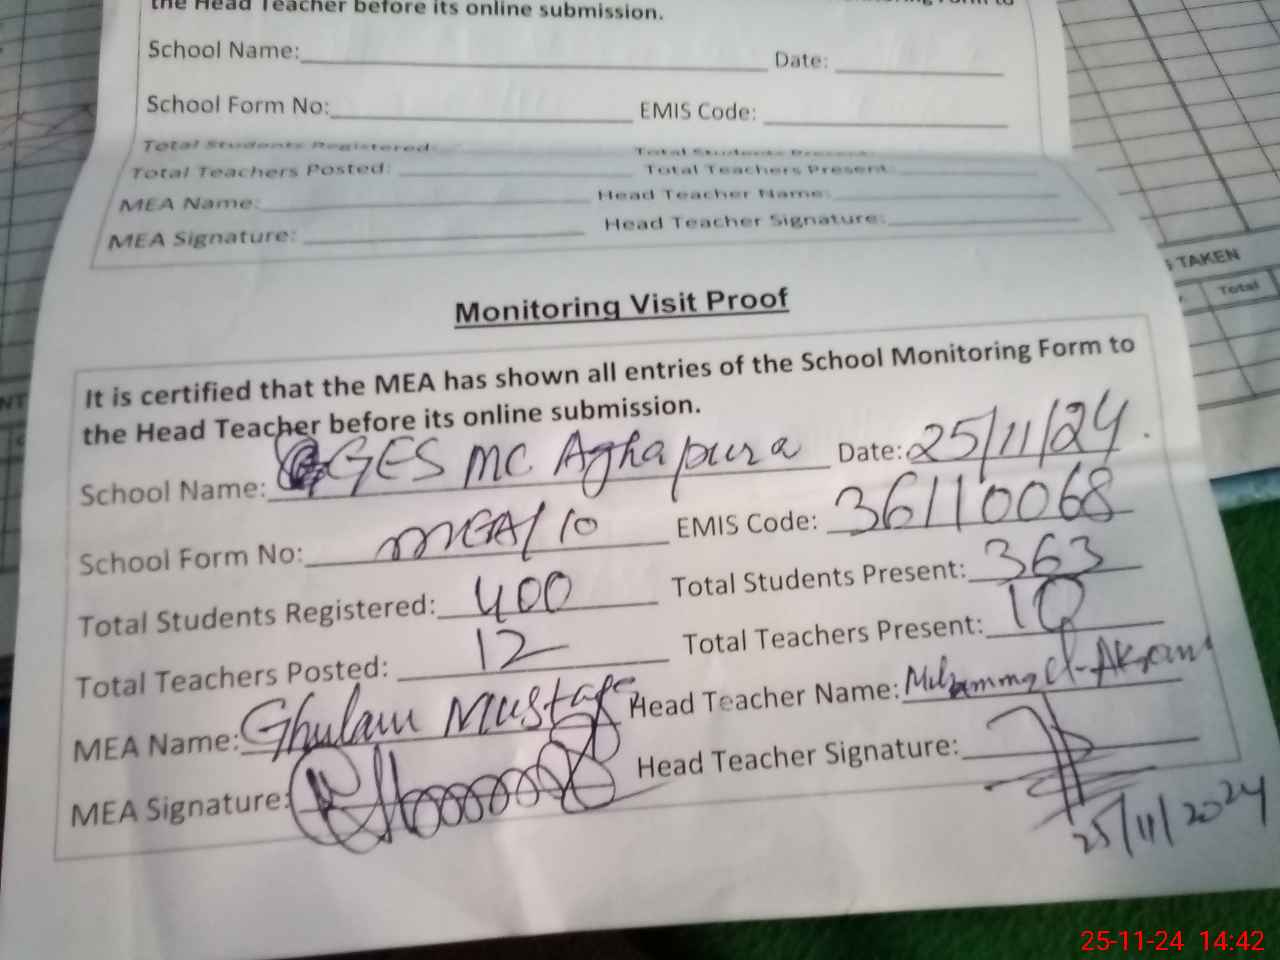 the Head Teacher before its online submission.
School Name: Date:
School Form No: EMIS Code:
Total Students Registered: Total Students Present:
Total Teachers Posted: Total Teachers Present:
MEA Name: Head Teacher Name:
MEA Signature: Head Teacher Signature:
TAKEN
Total
Monitoring Visit Proof
It is certified that the MEA has shown all entries of the School Monitoring Form to
the Head Teacher before its online submission.
School Name: GES MC Aghapura Date: 25/11/24
School Form No: MEA/10 EMIS Code: 36110068
Total Students Registered: 400 Total Students Present: 363
Total Teachers Posted: 12 Total Teachers Present: 10
MEA Name: Ghulam Mustafa Head Teacher Name: Muhammad Akram
MEA Signature: Head Teacher Signature:
25/11/2024
25-11-24 14:42